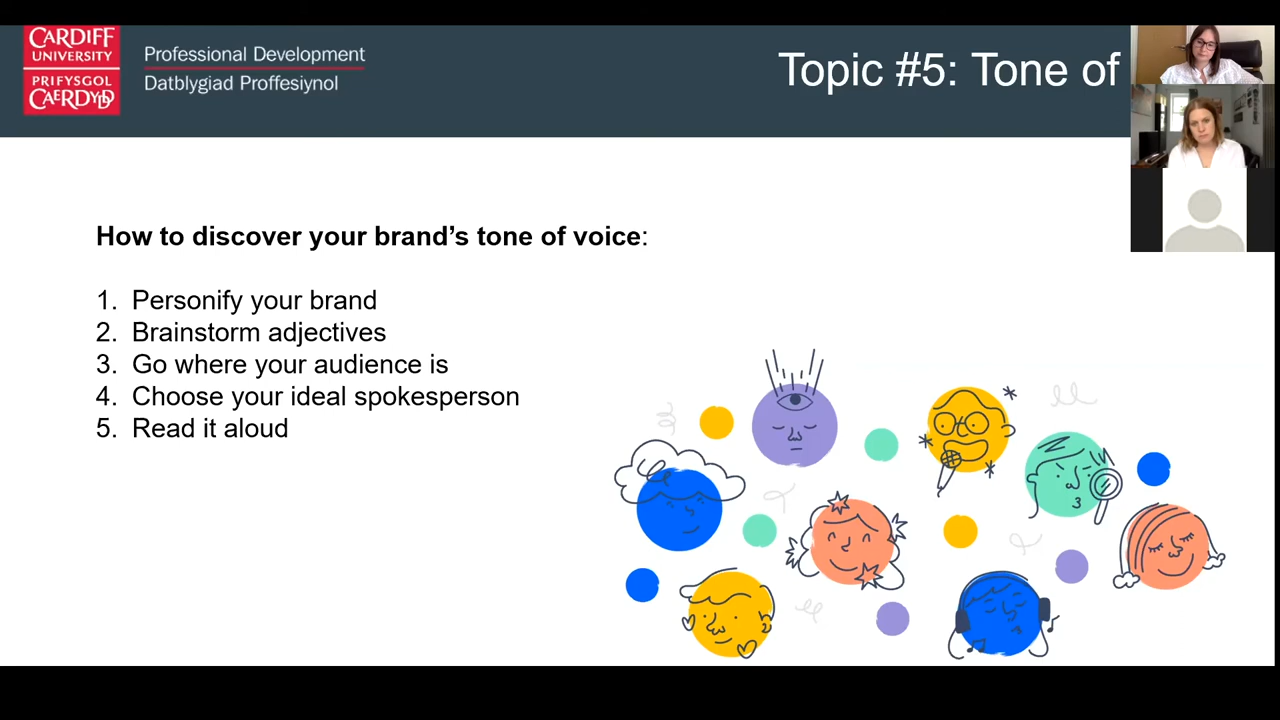 CARDIFF
UNIVERSITY
PRIFYSGOL
CAERDYDD
Professional Development
Datblygiad Proffesiynol
Topic #5: Tone of
How to discover your brand’s tone of voice:
1. Personify your brand
2. Brainstorm adjectives
3. Go where your audience is
4. Choose your ideal spokesperson
5. Read it aloud